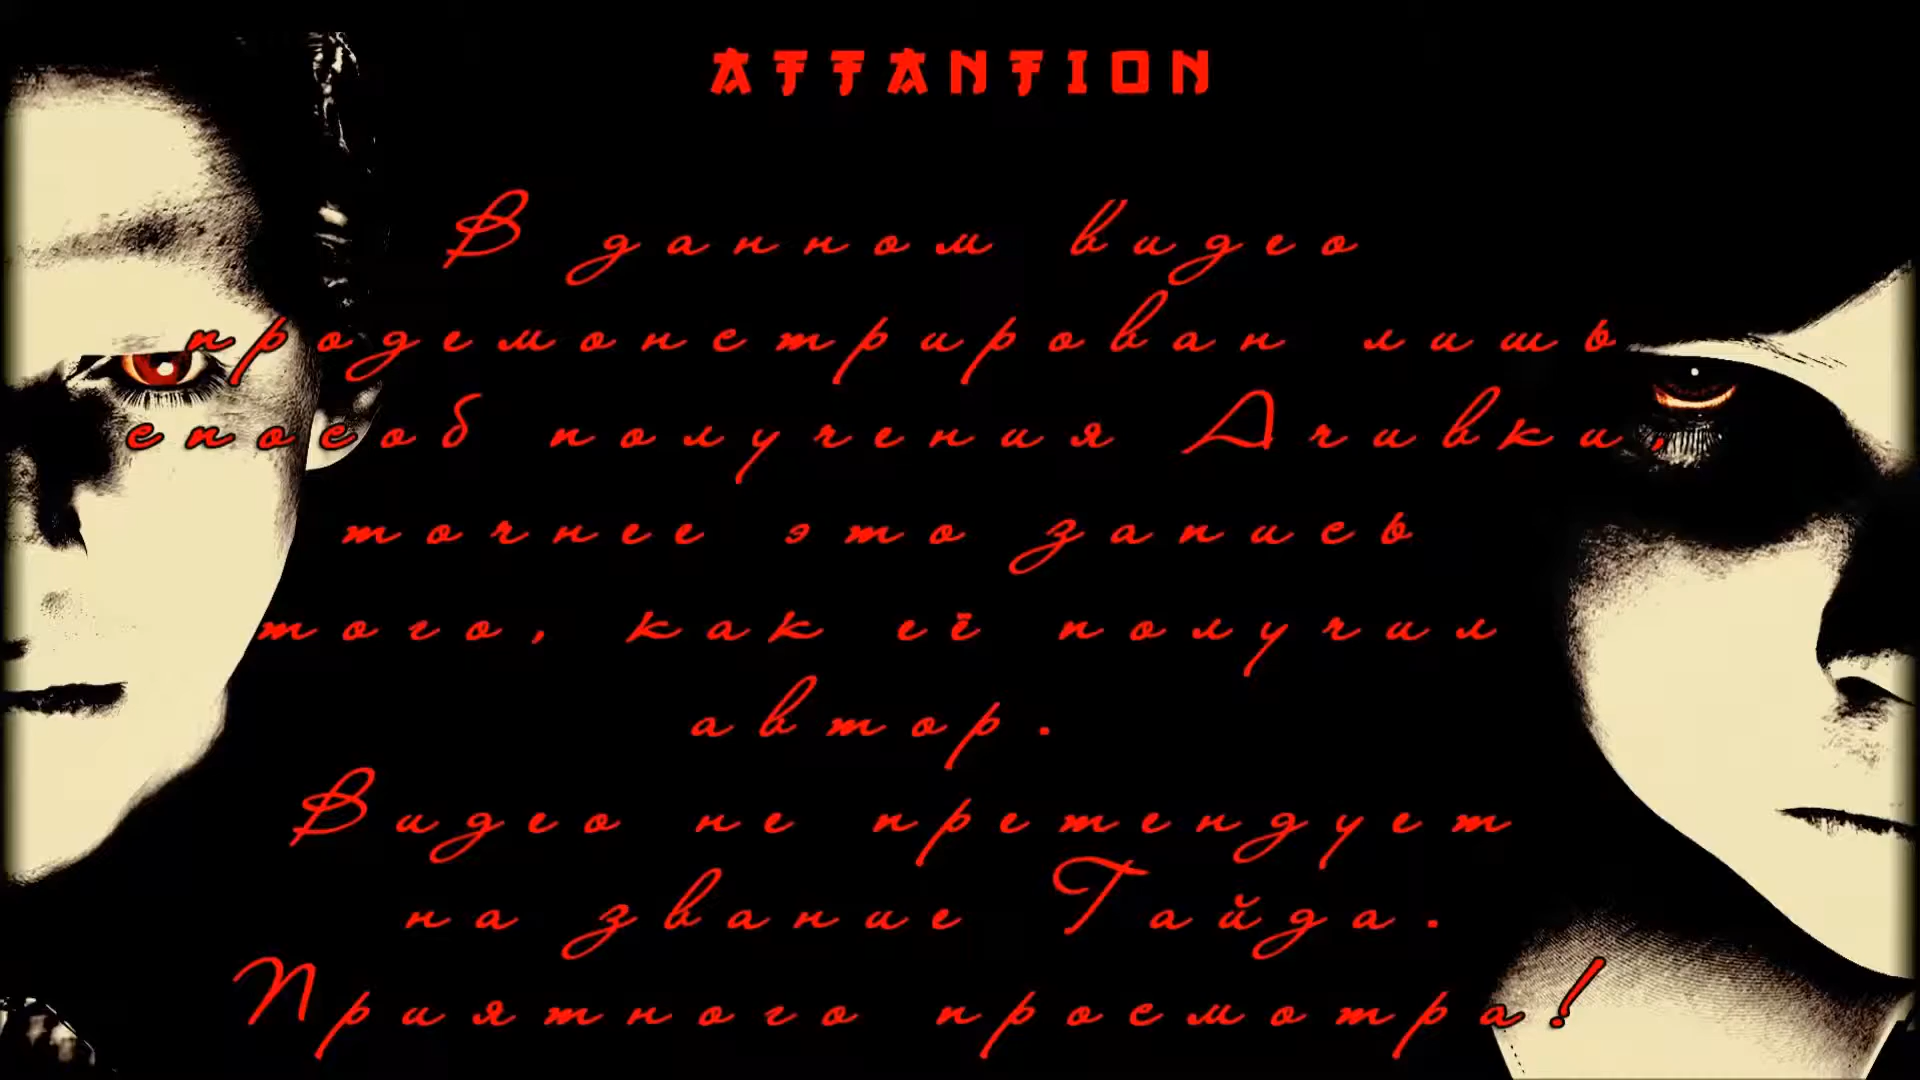 ATTANTION
В данном видео
продемонстрирован лишь
способ получения Ачивки,
точнее это запись
того, как её получил
автор.
Видео не претендует
на звание Гайда.
Приятного просмотра!